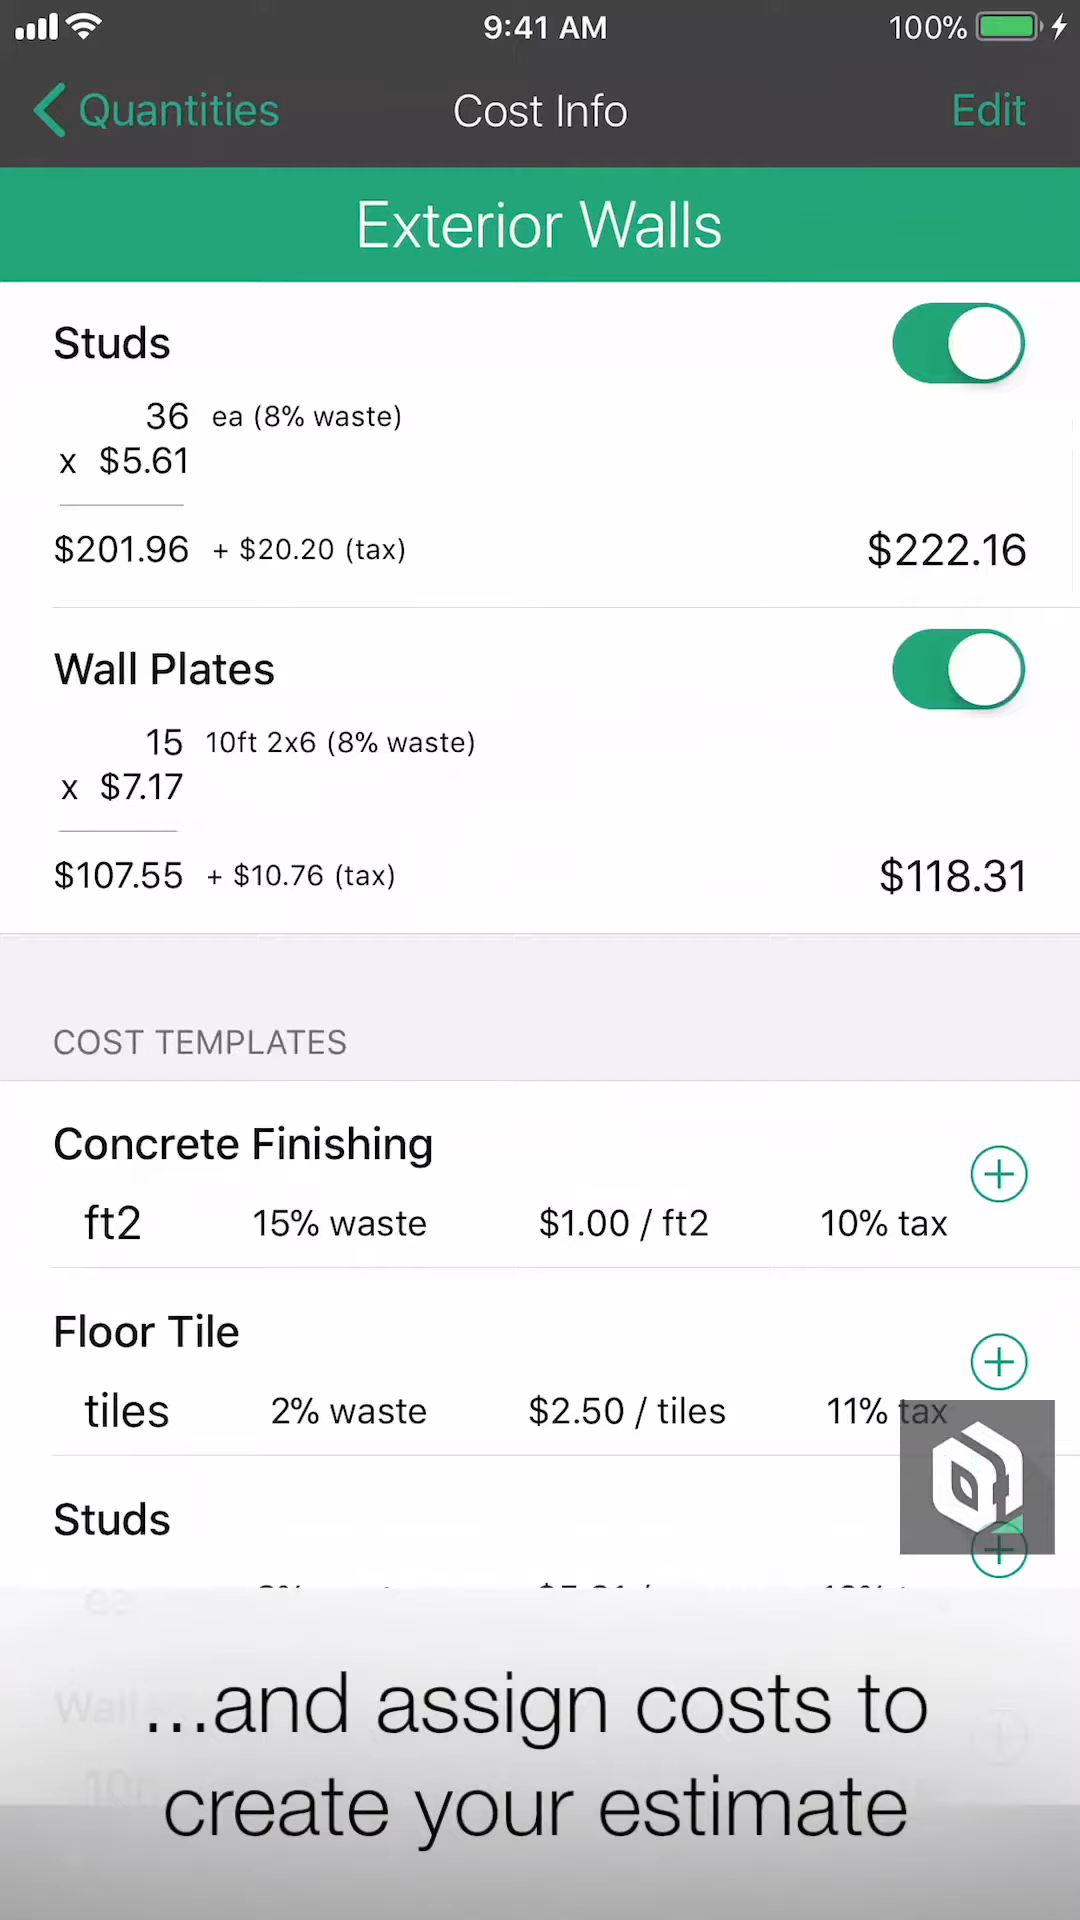 9:41 AM
100%
Quantities
Cost Info
Edit
Exterior Walls
Studs
36 ea (8% waste)
x $5.61
$201.96 + $20.20 (tax)
$222.16
Wall Plates
15 10ft 2x6 (8% waste)
x $7.17
$107.55 + $10.76 (tax)
$118.31
COST TEMPLATES
Concrete Finishing
ft2 15% waste $1.00 / ft2 10% tax
Floor Tile
tiles 2% waste $2.50 / tiles 11% tax
Studs
Wall
...and assign costs to
create your estimate